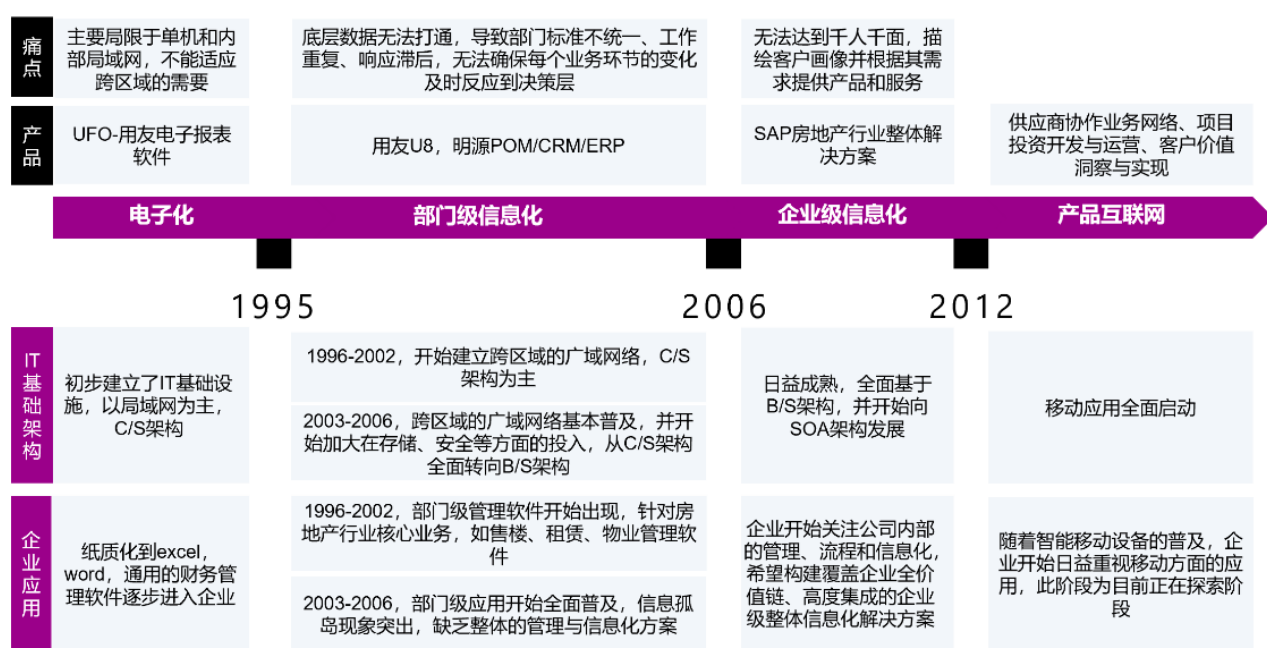 痛点
主要局限于单机和内
部局域网，不能适应
跨区域的需要
底层数据无法打通，导致部门标准不统一、工作
重复、响应滞后，无法确保每个业务环节的变化
及时反应到决策层
无法达到千人千面，描
绘客户画像并根据其需
求提供产品和服务
产品
UFO-用友电子报表
软件
用友U8，明源POM/CRM/ERP
SAP房地产行业整体解
决方案
供应商协作业务网络、项目
投资开发与运营、客户价值
洞察与实现
电子化
部门级信息化
企业级信息化
产品互联网
1995
2006
2012
IT基础架构
初步建立了IT基础设
施，以局域网为主，
C/S架构
1996-2002，开始建立跨区域的广域网络，C/S
架构为主
2003-2006，跨区域的广域网络基本普及，并开
始加大在存储、安全等方面的投入，从C/S架构
全面转向B/S架构
日益成熟，全面基于
B/S架构，并开始向
SOA架构发展
移动应用全面启动
企业应用
纸质化到excel，
word，通用的财务管
理软件逐步进入企业
1996-2002，部门级管理软件开始出现，针对房
地产行业核心业务，如售楼、租赁、物业管理软
件
2003-2006，部门级应用开始全面普及，信息孤
岛现象突出，缺乏整体的管理与信息化方案
企业开始关注公司内部
的管理、流程和信息化，
希望构建覆盖企业全价
值链、高度集成的企业
级整体信息化解决方案
随着智能移动设备的普及，企
业开始日益重视移动方面的应
用，此阶段为目前正在探索阶
段